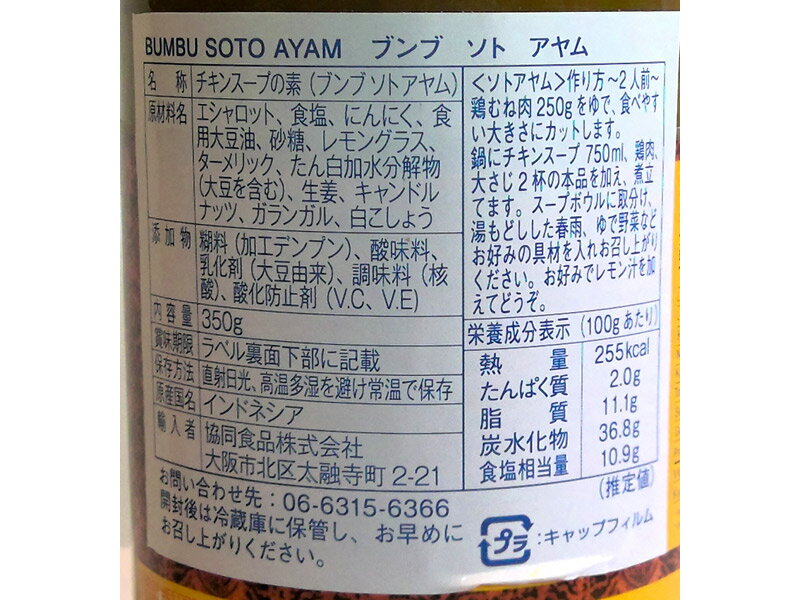 BUMBU SOTO AYAM ブンブ ソト アヤム
名称 チキンスープの素（ブンブソトアヤム）
原材料名 エシャロット、食塩、にんにく、食
用大豆油、砂糖、レモングラス、
ターメリック、たん白加水分解物
（大豆を含む）、生姜、キャンドル
ナッツ、ガランガル、白こしょう
添加物 糊料（加工デンプン）、酸味料、
乳化剤（大豆由来）、調味料（核
酸）、酸化防止剤（V.C、V.E）
内容量 350g
賞味期限 ラベル裏面下部に記載
保存方法 直射日光、高温多湿を避け常温で保存
原産国名 インドネシア
輸入者 協同食品株式会社
大阪市北区太融寺町 2-21
お問い合わせ先：06-6315-6366
開封後は冷蔵庫に保管し、お早めに
お召し上がりください。
＜ソトアヤム＞作り方～2人前～
鶏むね肉250gをゆで、食べやす
い大きさにカットします。
鍋にチキンスープ 750ml、鶏肉、
大さじ2杯の本品を加え、煮立
てます。スープボウルに取分け、
湯もどしした春雨、ゆで野菜など
お好みの具材を入れお召し上がり
ください。お好みでレモン汁を加
えてどうぞ。
栄養成分表示（100gあたり）
熱量 255kcal
たんぱく質 2.0g
脂質 11.1g
炭水化物 36.8g
食塩相当量 10.9g
（推定値）
プラ：キャップフィルム